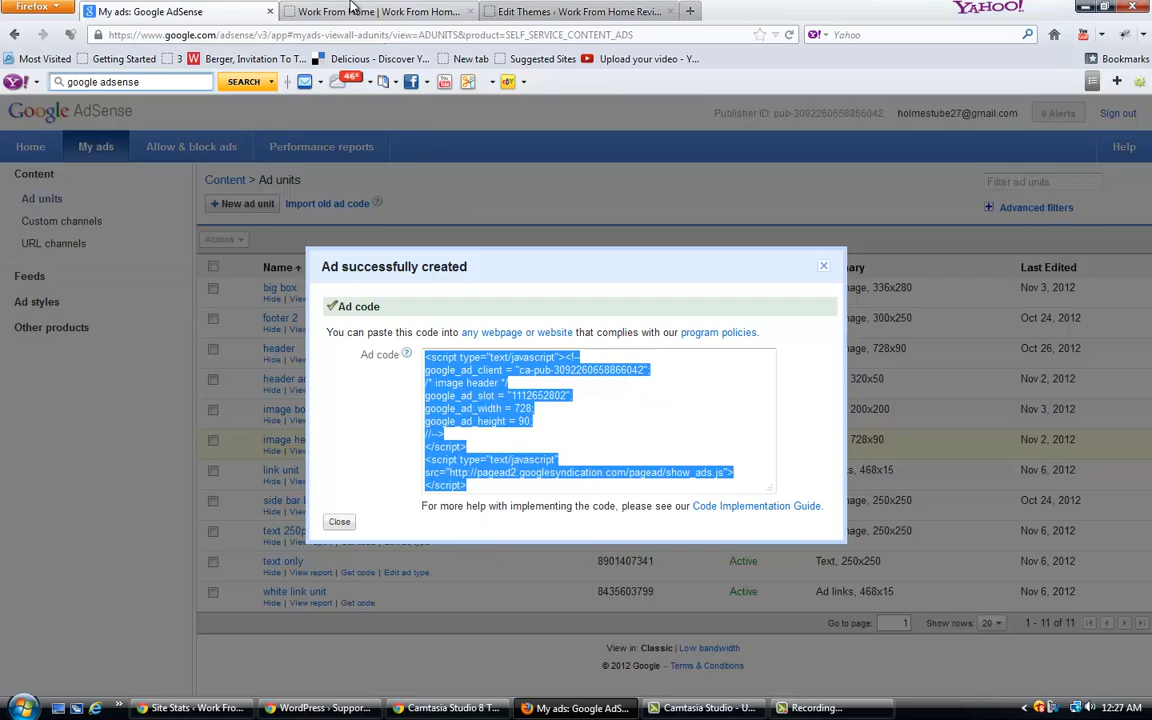 Firefox
My ads: Google AdSense
Work From Home | Work From Hom...
Edit Themes ‹ Work From Home Revi...
YAHOO!
https://www.google.com/adsense/v3/app#myads-viewall-adunits/view=ADUNITS&product=SELF_SERVICE_CONTENT_ADS
Yahoo
Most Visited
Getting Started
3
Berger, Invitation To T...
Delicious - Discover Y...
New tab
Suggested Sites
Upload your video - Y...
Bookmarks
google adsense
SEARCH
46°
Google AdSense
Publisher ID: pub-3092260658866042
holmestube27@gmail.com
0 Alerts
Sign out
Home
My ads
Allow & block ads
Performance reports
Help
Content
Content > Ad units
Filter ad units
Ad units
+ New ad unit
Import old ad code
Advanced filters
Custom channels
URL channels
Actions
Feeds
Ad styles
Other products
Name
Last Edited
big box
Hide
image, 336x280
Nov 3, 2012
footer 2
Hide
image, 300x250
Oct 24, 2012
header
Hide
728x90
Oct 26, 2012
header
Hide
320x50
Nov 2, 2012
image bo
Hide
200x200
Nov 3, 2012
image he
Hide
728x90
Nov 2, 2012
link unit
Hide
468x15
Nov 6, 2012
side bar
Hide
250x250
Nov 6, 2012
text 250
Hide
250x250
Nov 6, 2012
text only
8901407341
Active
Text, 250x250
Nov 6, 2012
Hide | View report | Get code | Edit ad type
white link unit
8435603799
Active
Ad links, 468x15
Nov 6, 2012
Hide | View report | Get code
Ad successfully created
Ad code
You can paste this code into any webpage or website that complies with our program policies.
Ad code
<script type="text/javascript"><!--
google_ad_client = "ca-pub-3092260658866042";
/* image header */
google_ad_slot = "1112652802";
google_ad_width = 728;
google_ad_height = 90;
//-->
</script>
<script type="text/javascript"
src="http://pagead2.googlesyndication.com/pagead/show_ads.js">
</script>
For more help with implementing the code, please see our Code Implementation Guide.
Close
Go to page: 1
Show rows: 20
1 - 11 of 11
View in: Classic | Low bandwidth
© 2012 Google - Terms & Conditions
Site Stats ‹ Work Fro...
WordPress › Suppor...
Camtasia Studio 8 T...
My ads: Google AdS...
Camtasia Studio - U...
Recording...
12:27 AM